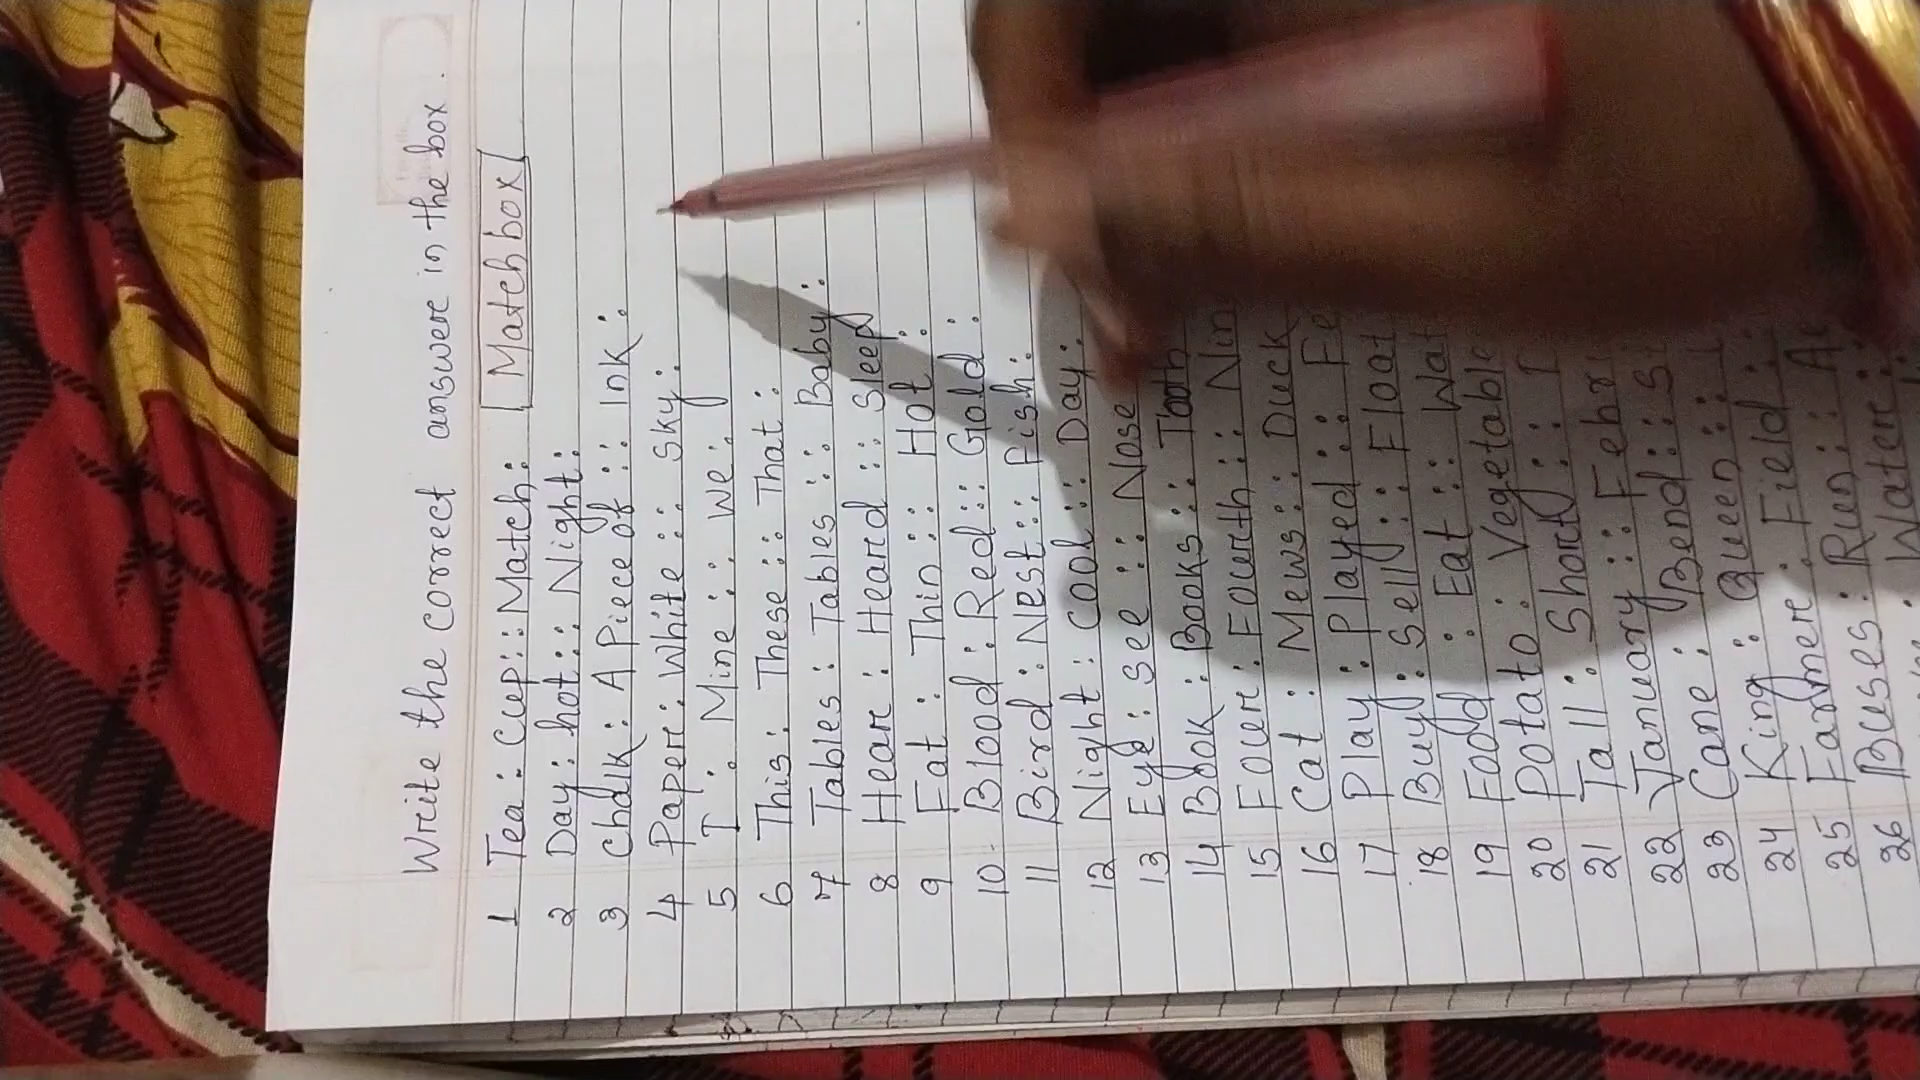 Write the correct answere in the box.
1 Tea : Cup :: Match : Matchbox
2 Day : hot :: Night :
3 Chalk : A Piece of :: Ink :
4 Paper : White :: Sky :
5 I : Mine :: We :
6 This : These :: That :
7 Tables : Tables :: Baby :
8 Hear : Heard :: Sleep
9 Fat : Thin :: Hot :
10 Blood : Red :: Gold :
11 Bird : Nest :: Fish :
12 Night : Cool :: Day :
13 Eye : See :: Nose
14 Book : Books :: Tooth
15 Four : Fourth :: Nin
16 Cat : Mews :: Duck
17 Play : Played :: Fe
18 Buy : Sell :: Float
19 Food : Eat :: Wat
20 Potato : Vegetable
21 Tall : Short ::
22 January :: Febr
23 Cane : Bend :: S
24 King : Queen ::
25 Farmer : Field :
26 Buses : Run :: A
Water :